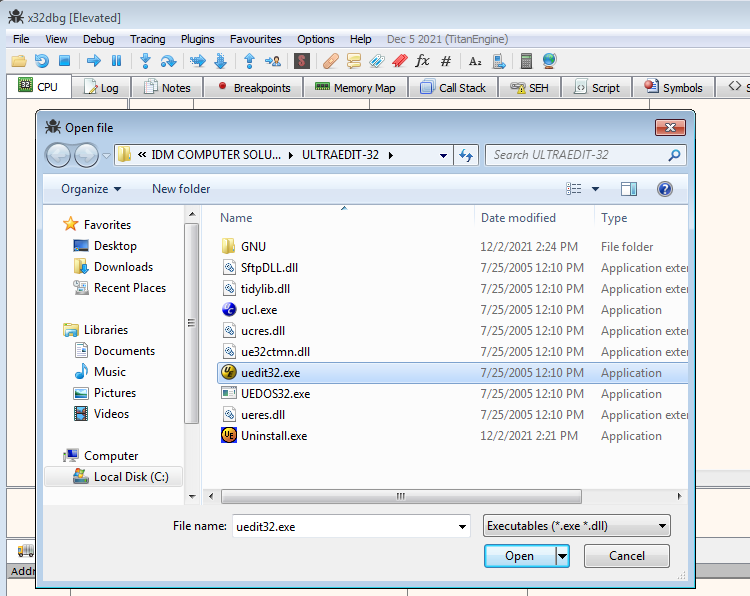 x32dbg [Elevated]
File View Debug Tracing Plugins Favourites Options Help Dec 5 2021 (TitanEngine)
CPU Log Notes Breakpoints Memory Map Call Stack SEH Script Symbols
Open file
« IDM COMPUTER SOLU... ▸ ULTRAEDIT-32 ▸ Search ULTRAEDIT-32
Organize New folder
Favorites
Desktop
Downloads
Recent Places
Libraries
Documents
Music
Pictures
Videos
Computer
Local Disk (C:)
Name Date modified Type
GNU 12/2/2021 2:24 PM File folder
SftpDLL.dll 7/25/2005 12:10 PM Application exte
tidylib.dll 7/25/2005 12:10 PM Application exte
ucl.exe 7/25/2005 12:10 PM Application
ucres.dll 7/25/2005 12:10 PM Application exte
ue32ctmn.dll 7/25/2005 12:10 PM Application exte
uedit32.exe 7/25/2005 12:10 PM Application
UEDOS32.exe 7/25/2005 12:10 PM Application
ueres.dll 7/25/2005 12:10 PM Application exte
Uninstall.exe 12/2/2021 2:21 PM Application
File name: uedit32.exe Executables (*.exe *.dll)
Open Cancel
Addr